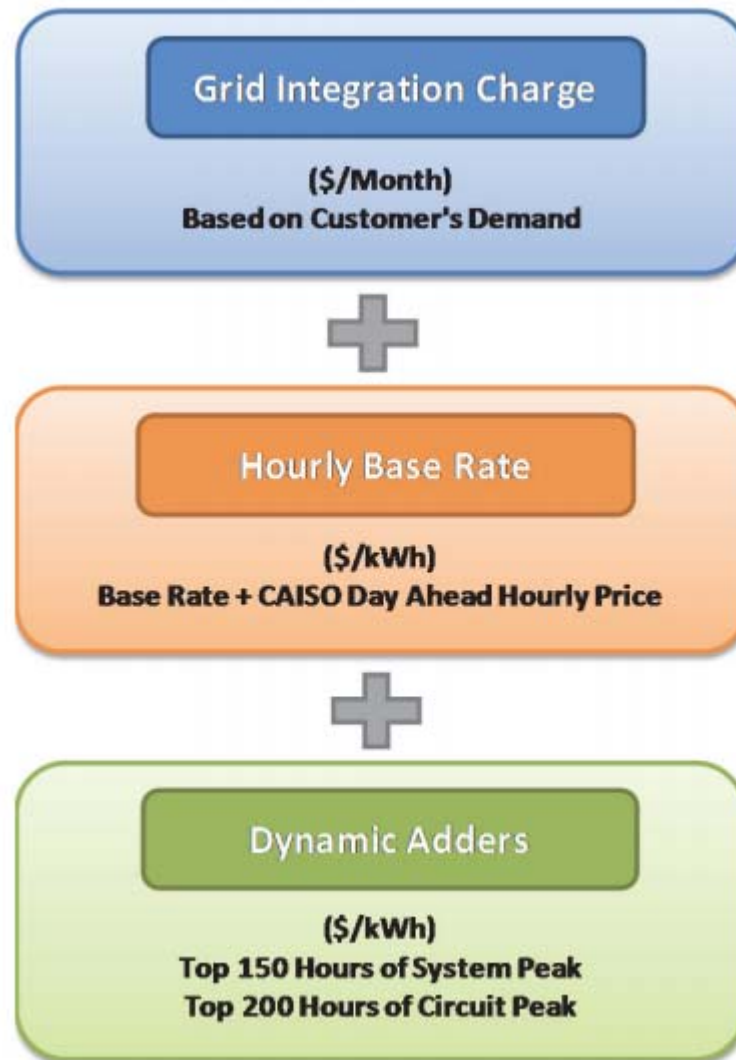 Grid Integration Charge
($/Month)
Based on Customer's Demand
Hourly Base Rate
($/kWh)
Base Rate + CAISO Day Ahead Hourly Price
Dynamic Adders
($/kWh)
Top 150 Hours of System Peak
Top 200 Hours of Circuit Peak